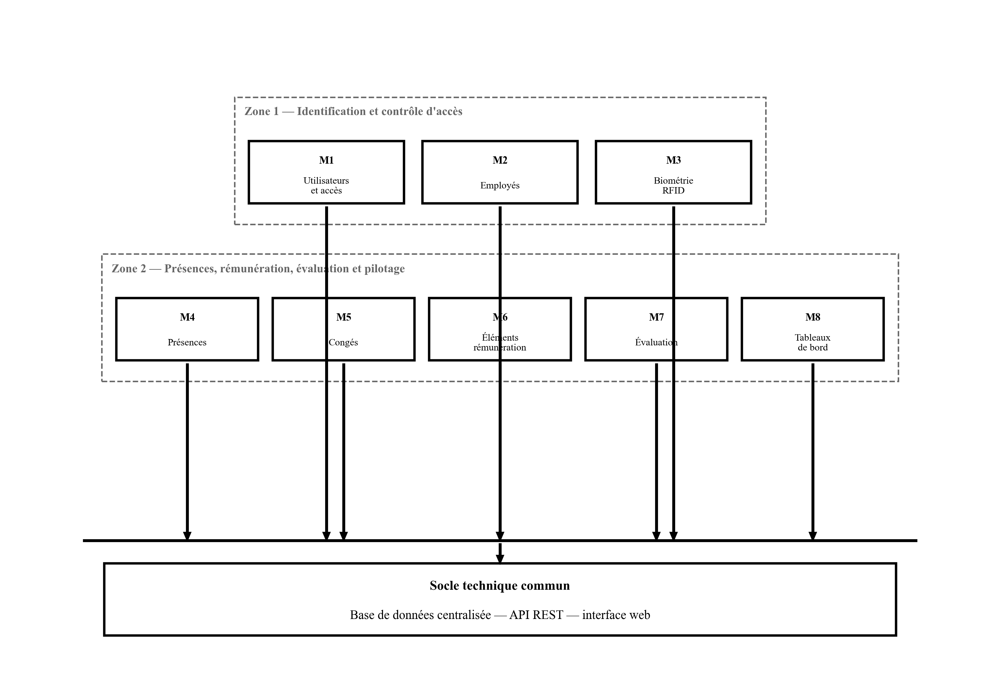 Zone 1 — Identification et contrôle d'accès
M1
Utilisateurs
et accès
M2
Employés
M3
Biométrie
RFID
Zone 2 — Présences, rémunération, évaluation et pilotage
M4
Présences
M5
Congés
M6
Éléments
rémunération
M7
Évaluation
M8
Tableaux
de bord
Socle technique commun
Base de données centralisée — API REST — interface web